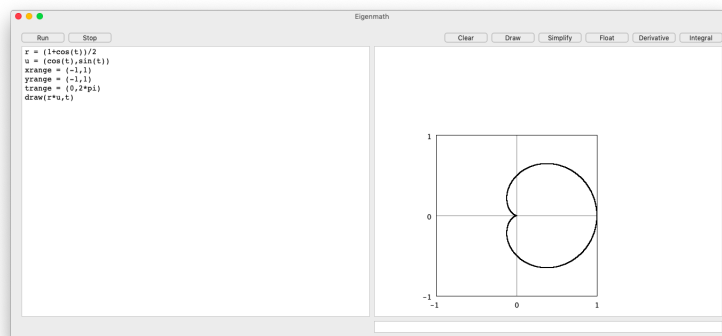 Eigenmath
Run Stop Clear Draw Simplify Float Derivative Integral
r = (1+cos(t))/2
u = (cos(t),sin(t))
xrange = (-1,1)
yrange = (-1,1)
trange = (0,2*pi)
draw(r*u,t)
1
0
-1
-1 0 1